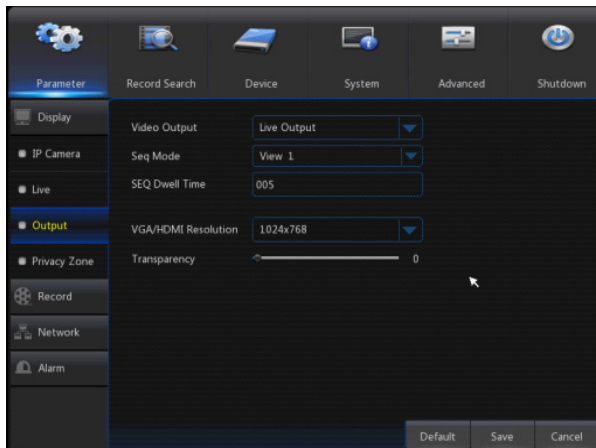 Parameter
Record Search
Device
System
Advanced
Shutdown
Display
IP Camera
Live
Output
Privacy Zone
Record
Network
Alarm
Video Output Live Output
Seq Mode View 1
SEQ Dwell Time 005
VGA/HDMI Resolution 1024x768
Transparency 0
Default
Save
Cancel